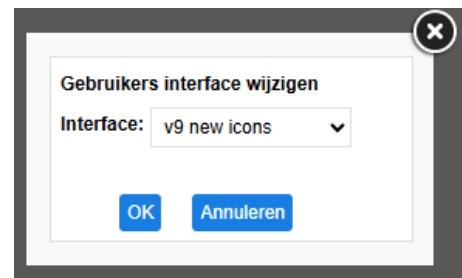 Gebruikers interface wijzigen
Interface: v9 new icons
OK Annuleren